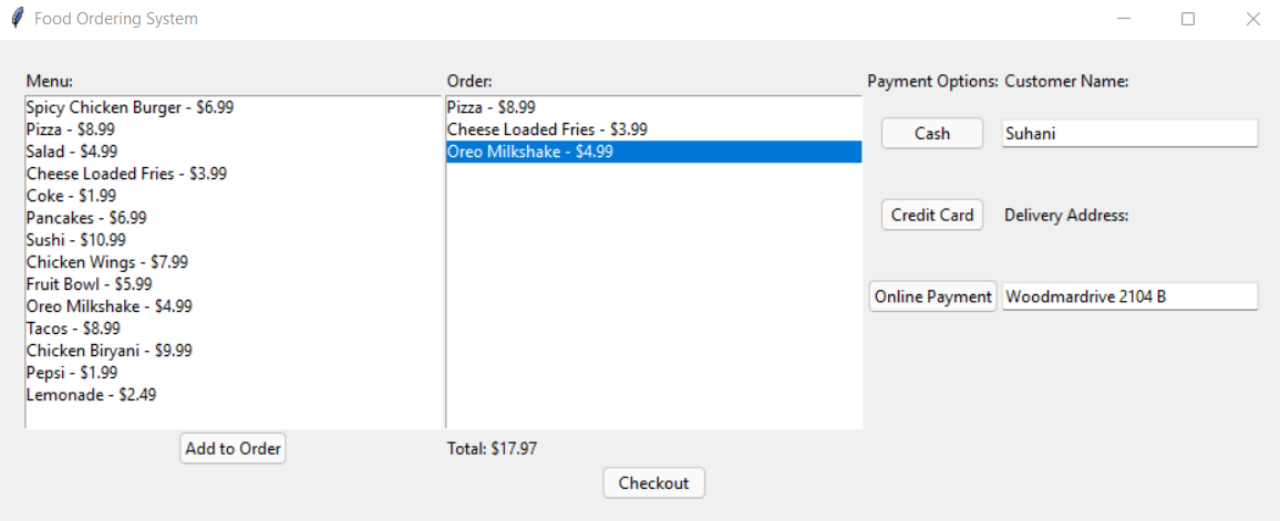 Food Ordering System
Menu:
Spicy Chicken Burger - $6.99
Pizza - $8.99
Salad - $4.99
Cheese Loaded Fries - $3.99
Coke - $1.99
Pancakes - $6.99
Sushi - $10.99
Chicken Wings - $7.99
Fruit Bowl - $5.99
Oreo Milkshake - $4.99
Tacos - $8.99
Chicken Biryani - $9.99
Pepsi - $1.99
Lemonade - $2.49
Add to Order
Order:
Pizza - $8.99
Cheese Loaded Fries - $3.99
Oreo Milkshake - $4.99
Total: $17.97
Checkout
Payment Options:
Cash
Credit Card
Online Payment
Customer Name:
Suhani
Delivery Address:
Woodmardrive 2104 B